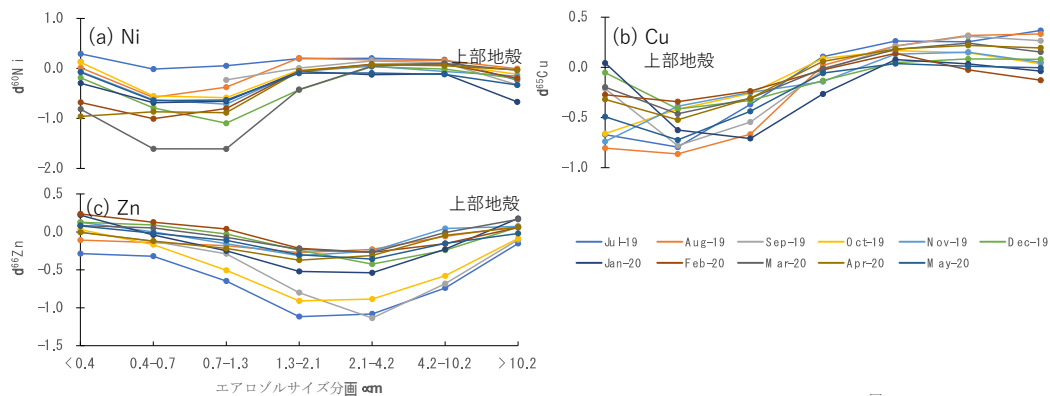 (a) Ni
上部地殻
1.0
0.0
−1.0
−2.0
d⁶⁰Ni
(b) Cu
上部地殻
0.5
0.0
−0.5
−1.0
d⁶⁵Cu
(c) Zn
上部地殻
0.5
0.0
−0.5
−1.0
−1.5
d⁶⁶Zn
<0.4 0.4−0.7 0.7−1.3 1.3−2.1 2.1−4.2 4.2−10.2 >10.2
エアロゾルサイズ分画 ∝m
Jul-19 Aug-19 Sep-19 Oct-19 Nov-19 Dec-19
Jan-20 Feb-20 Mar-20 Apr-20 May-20